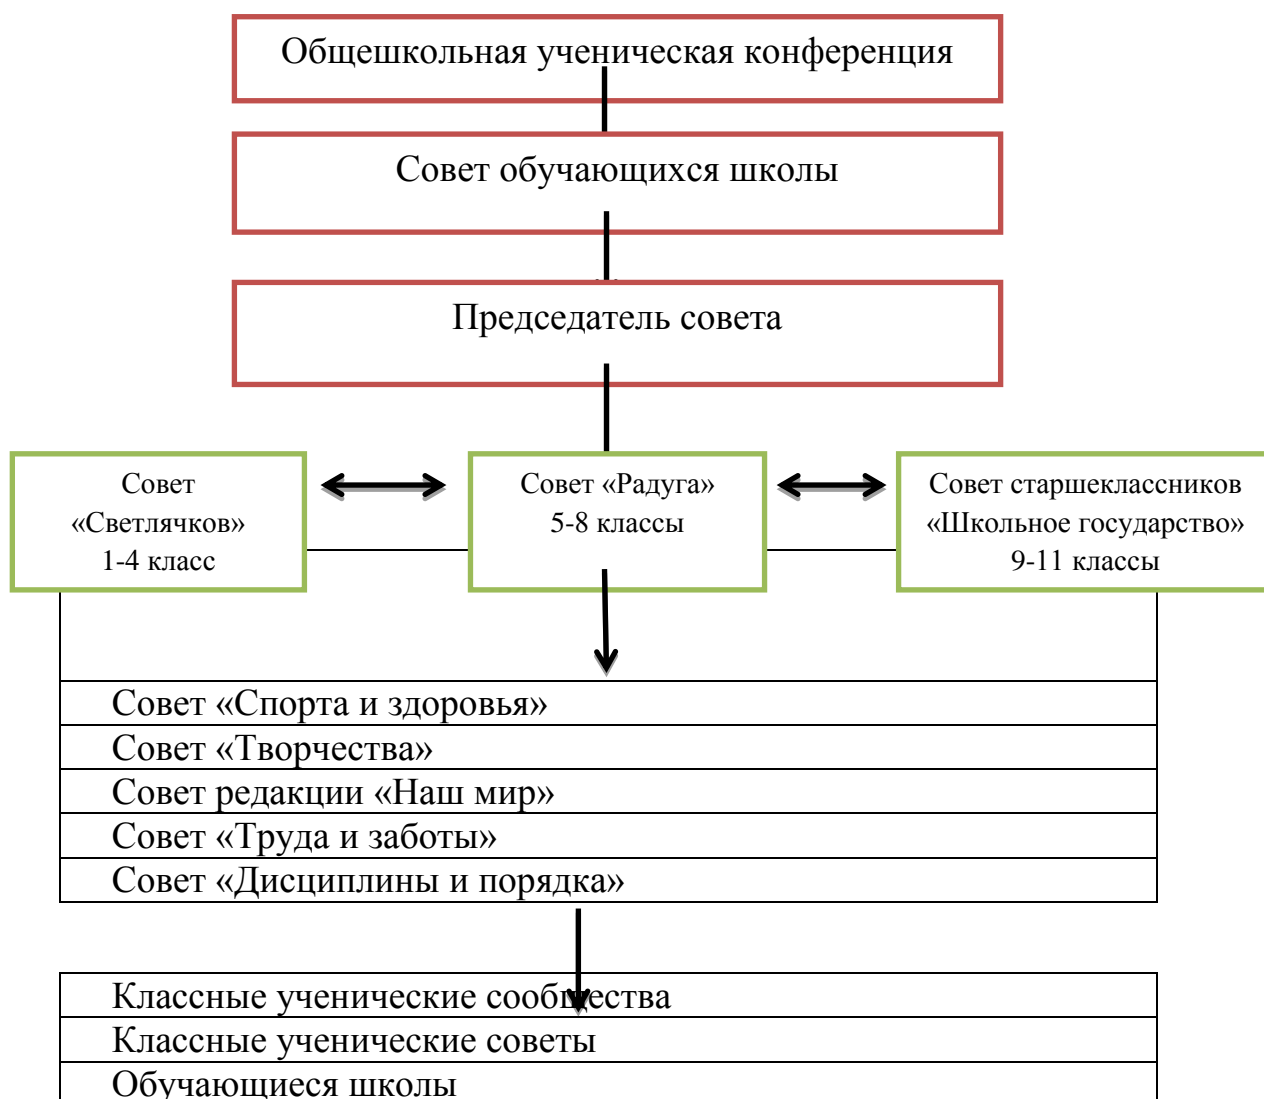 Общешкольная ученическая конференция
Совет обучающихся школы
Председатель совета
Совет
«Светлячков»
1-4 класс
Совет «Радуга»
5-8 классы
Совет старшеклассников
«Школьное государство»
9-11 классы
Совет «Спорта и здоровья»
Совет «Творчества»
Совет редакции «Наш мир»
Совет «Труда и заботы»
Совет «Дисциплины и порядка»
Классные ученические сообщества
Классные ученические советы
Обучающиеся школы